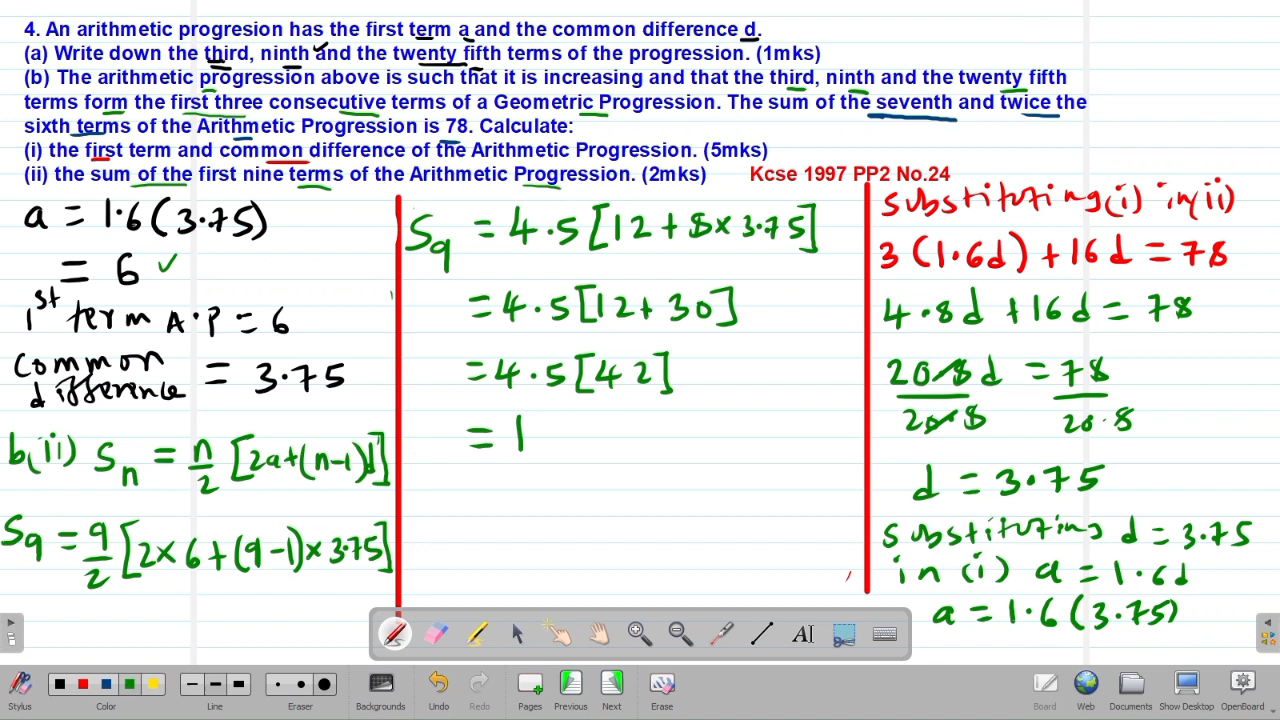 4. An arithmetic progresion has the first term a and the common difference d.
(a) Write down the third, ninth and the twenty fifth terms of the progression. (1mks)
(b) The arithmetic progression above is such that it is increasing and that the third, ninth and the twenty fifth
terms form the first three consecutive terms of a Geometric Progression. The sum of the seventh and twice the
sixth terms of the Arithmetic Progression is 78. Calculate:
(i) the first term and common difference of the Arithmetic Progression. (5mks)
(ii) the sum of the first nine terms of the Arithmetic Progression. (2mks) Kcse 1997 PP2 No.24
a = 1.6(3.75)
= 6 ✓
1st term A.P = 6
common
difference = 3.75
b(ii) Sn = n/2 [2a+(n-1)d]
S9 = 9/2 [2×6+(9-1)×3.75]
S9 = 4.5[12+8×3.75]
= 4.5[12+30]
= 4.5[42]
= 1
substituting (i) in (ii)
3(1.6d)+16d = 78
4.8d +16d = 78
20.8d = 78
20.8 20.8
d = 3.75
substituting d = 3.75
in (i) a = 1.6d
a = 1.6(3.75)
Stylus Color Line Eraser Backgrounds Undo Redo Pages Previous Next Erase Board Web Documents Show Desktop OpenBoard